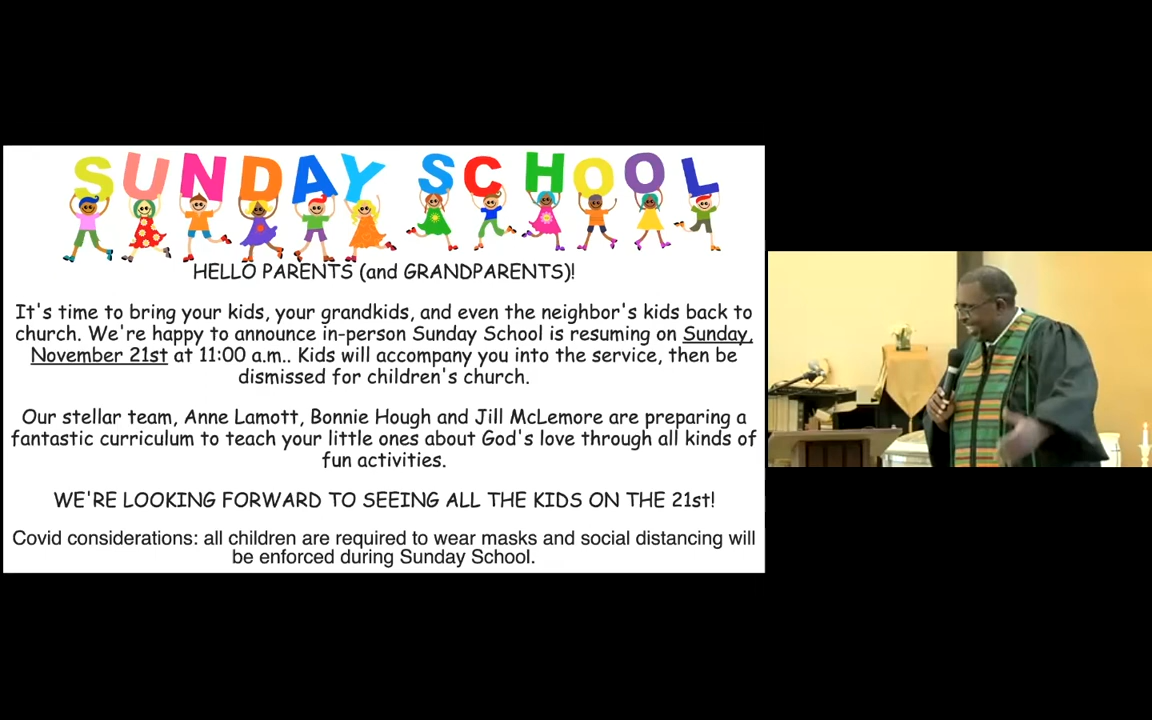 SUNDAY SCHOOL
HELLO PARENTS (and GRANDPARENTS)!
It's time to bring your kids, your grandkids, and even the neighbor's kids back to
church. We're happy to announce in-person Sunday School is resuming on Sunday,
November 21st at 11:00 a.m.. Kids will accompany you into the service, then be
dismissed for children's church.
Our stellar team, Anne Lamott, Bonnie Hough and Jill McLemore are preparing a
fantastic curriculum to teach your little ones about God's love through all kinds of
fun activities.
WE'RE LOOKING FORWARD TO SEEING ALL THE KIDS ON THE 21st!
Covid considerations: all children are required to wear masks and social distancing will
be enforced during Sunday School.